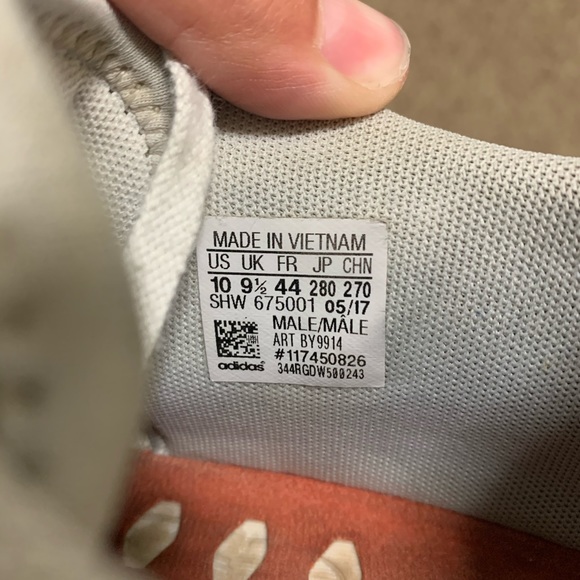 MADE IN VIETNAM
US UK FR JP CHN
10 9½ 44 280 270
SHW 675001 05/17
MALE/MÂLE
ART BY9914
#117450826
adidas 344RGDW500243